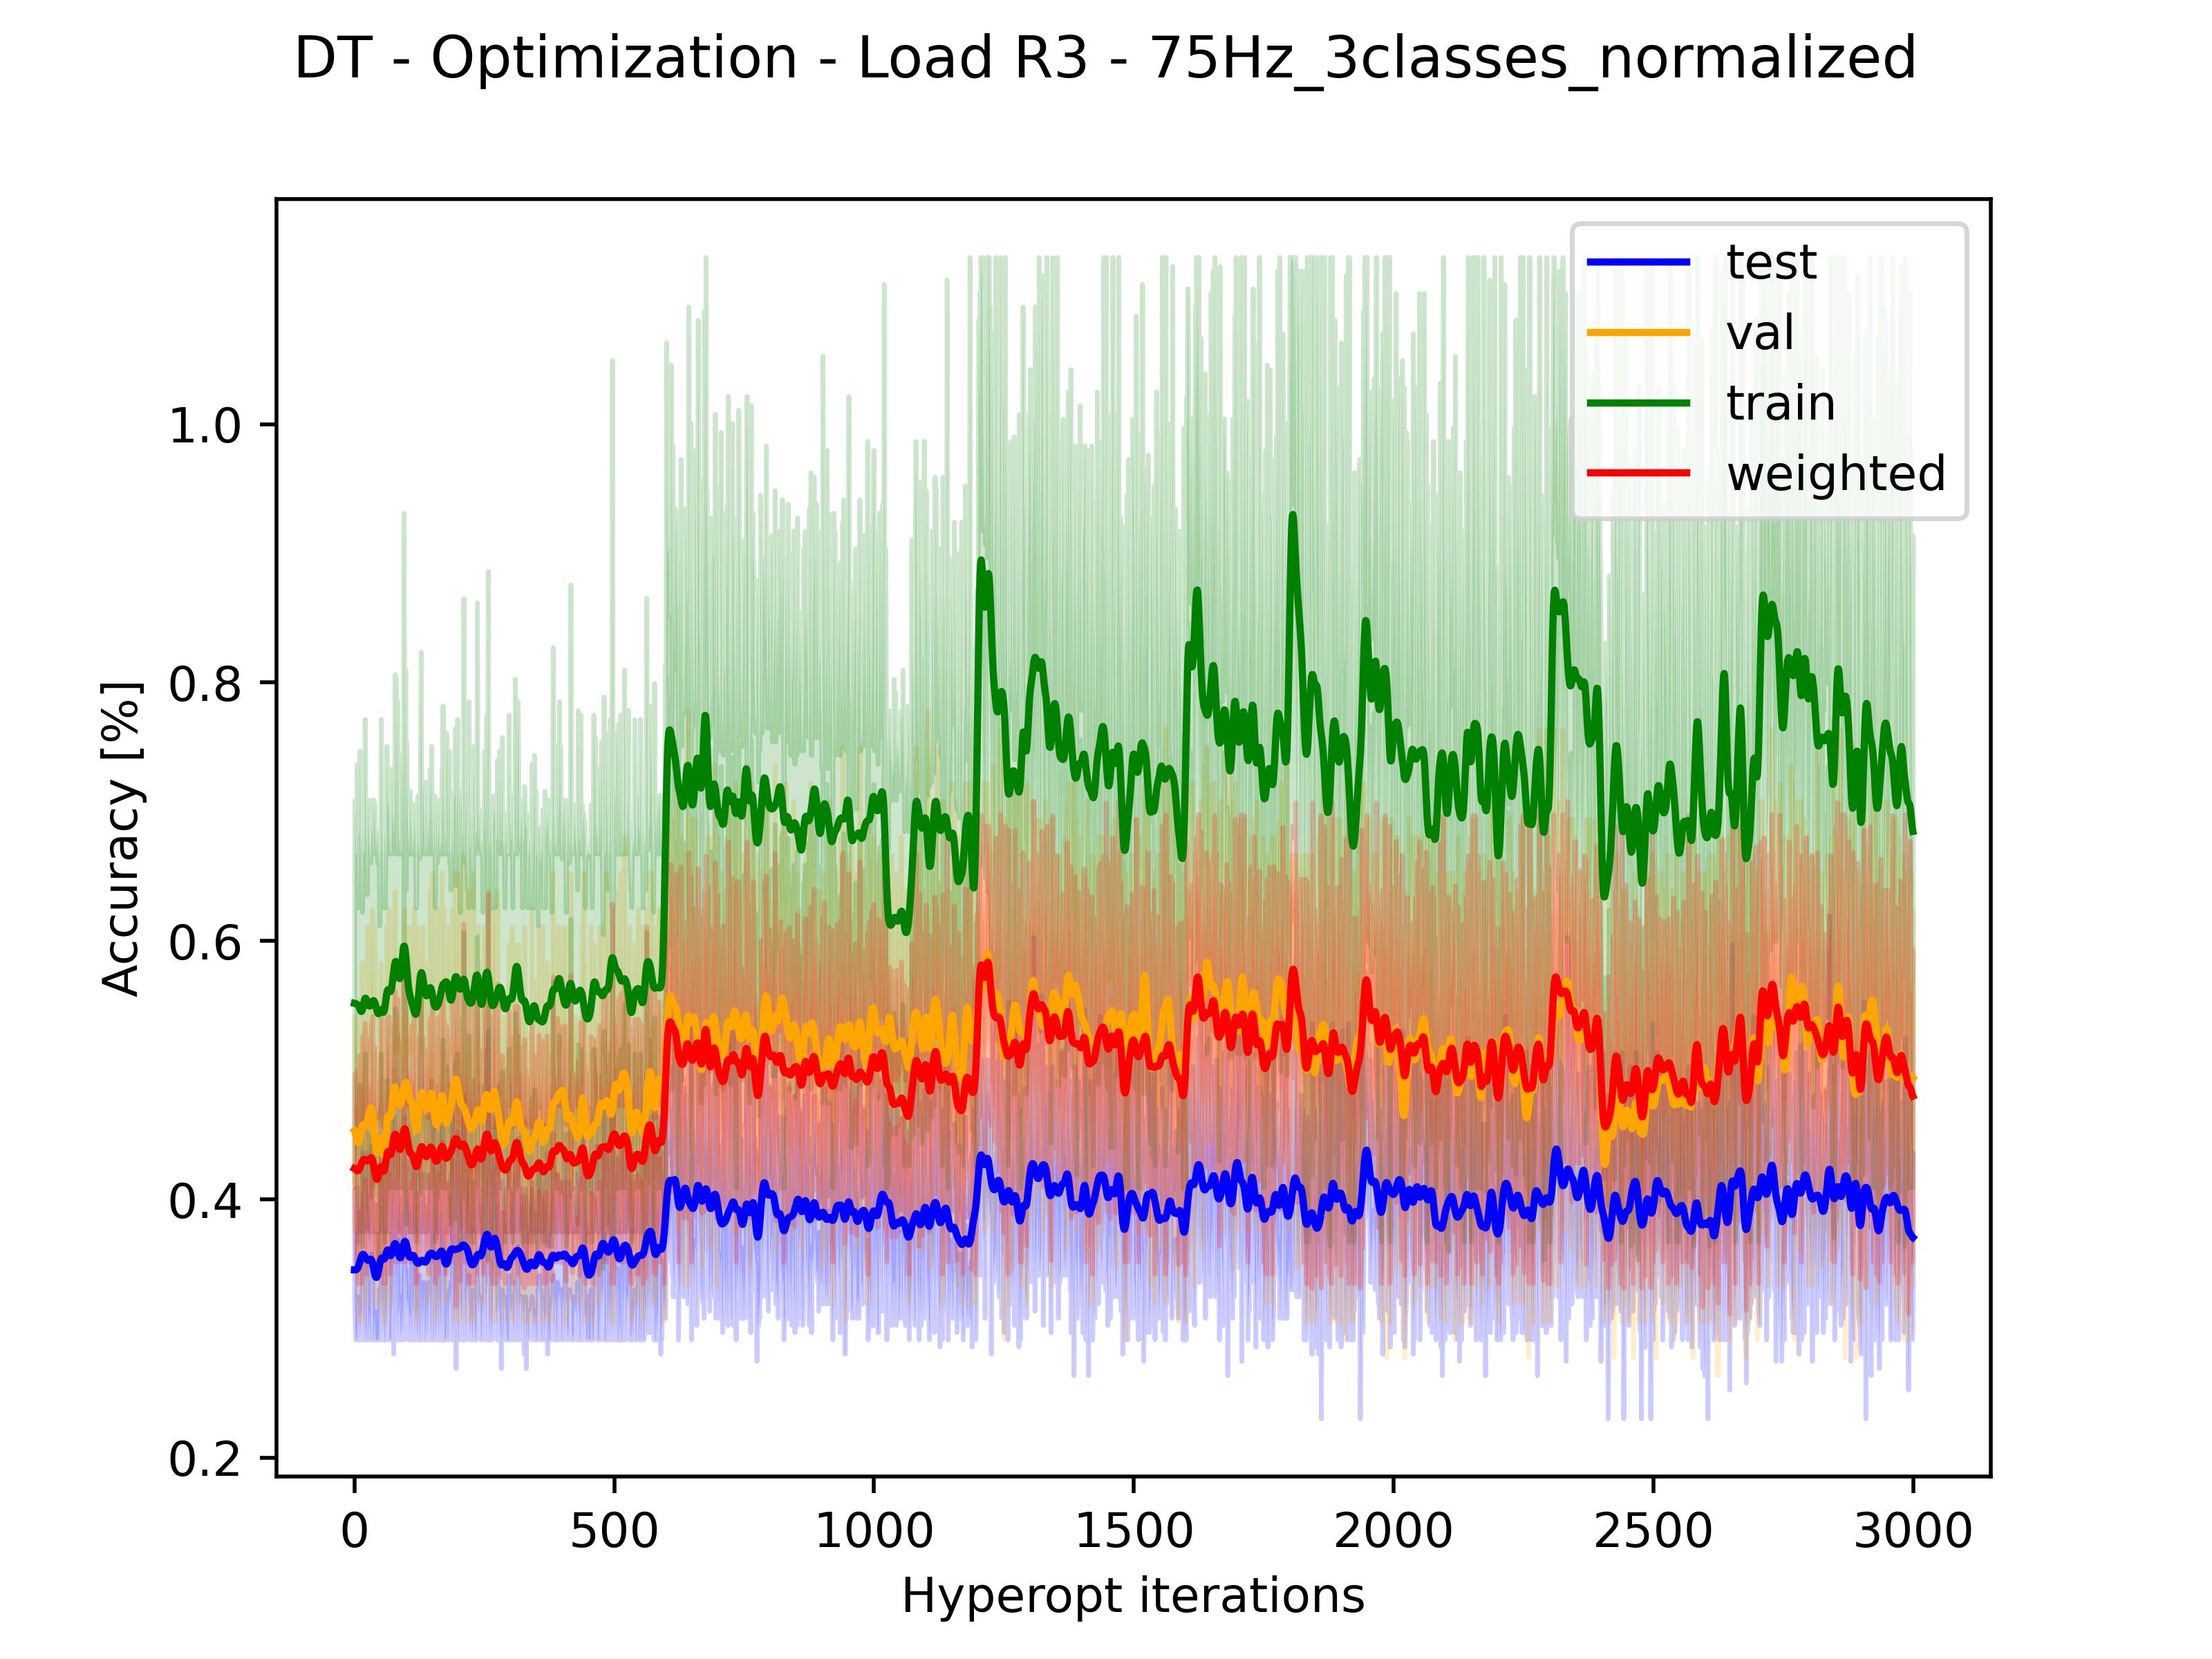 DT - Optimization - Load R3 - 75Hz_3classes_normalized
test
val
train
weighted
Accuracy [%]
1.0
0.8
0.6
0.4
0.2
0 500 1000 1500 2000 2500 3000
Hyperopt iterations